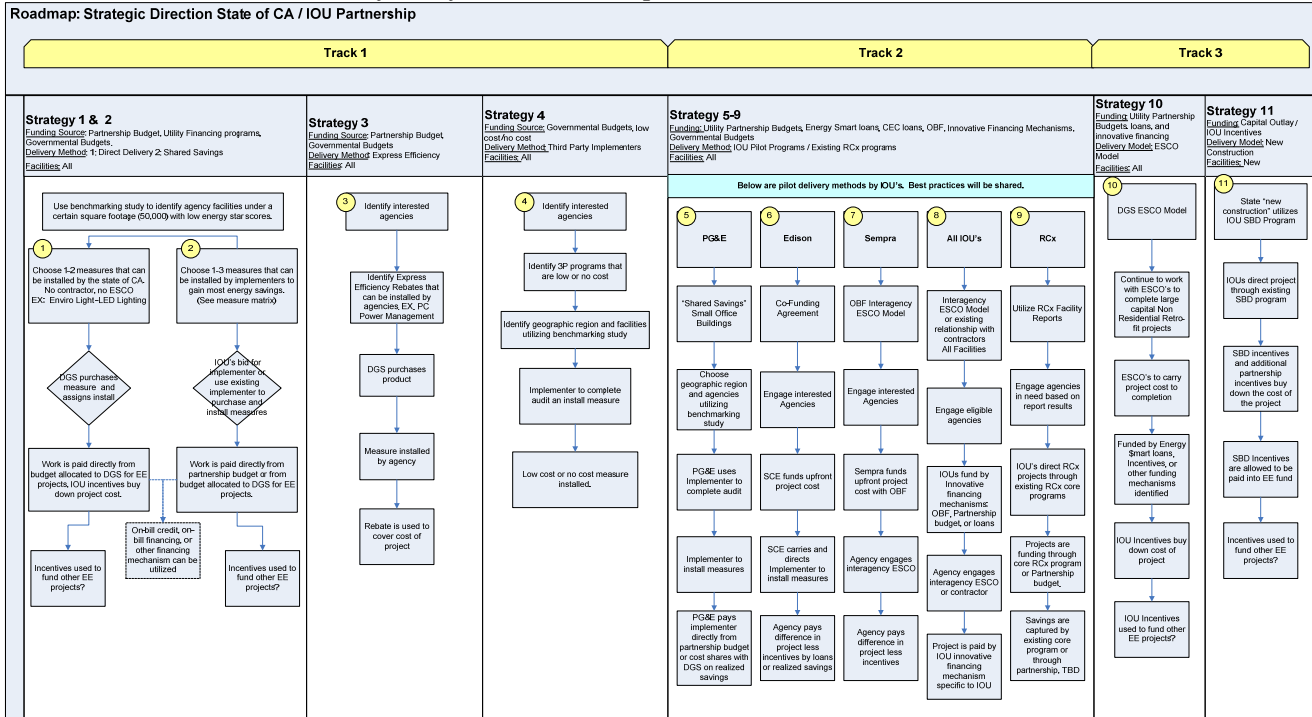 Roadmap: Strategic Direction State of CA / IOU Partnership
Track 1
Track 2
Track 3
Strategy 1 & 2
Funding Source: Partnership Budget, Utility Financing programs,
Governmental Budgets,
Delivery Method: 1; Direct Delivery 2; Shared Savings
Facilities: All
Use benchmarking study to identify agency facilities under a
certain square footage (50,000) with low energy star scores.
1
Choose 1-2 measures that can
be installed by the state of CA.
No contractor, no ESCO
EX: Enviro Light-LED Lighting
DGS purchases
measure and
assigns install
Work is paid directly from
budget allocated to DGS for EE
projects, IOU incentives buy
down project cost.
Incentives used to
fund other EE
projects?
2
Choose 1-3 measures that can
be installed by implementers to
gain most energy savings.
(See measure matrix)
IOU's bid for
implementer or
use existing
implementer to
purchase and
install measures
Work is paid directly from
partnership budget or from
budget allocated to DGS for EE
projects.
On-bill credit, on-
bill financing, or
other financing
mechanism can be
utilized
Incentives used to
fund other EE
projects?
Strategy 3
Funding Source: Partnership Budget,
Governmental Budgets
Delivery Method: Express Efficiency
Facilities: All
3
Identify interested
agencies
Identify Express
Efficiency Rebates that
can be installed by
agencies, EX, PC
Power Management
DGS purchases
product
Measure installed
by agency
Rebate is used to
cover cost of
project
Strategy 4
Funding Source: Governmental Budgets, low
cost/no cost
Delivery Method: Third Party Implementers
Facilities: All
4
Identify interested
agencies
Identify 3P programs
that are low or no cost
Identify geographic region and facilities
utilizing benchmarking study
Implementer to complete
audit an install measure
Low cost or no cost measure
installed.
Strategy 5-9
Funding: Utility Partnership Budgets, Energy Smart loans, CEC loans, OBF, Innovative Financing Mechanisms,
Governmental Budgets
Delivery Method: IOU Pilot Programs / Existing RCx programs
Facilities: All
Below are pilot delivery methods by IOU's. Best practices will be shared.
5
PG&E
"Shared Savings"
Small Office
Buildings
Choose
geographic region
and agencies
utilizing
benchmarking
study
PG&E uses
Implementer to
complete audit
Implementer to
install measures
PG&E pays
implementer
directly from
partnership budget
or cost shares with
DGS on realized
savings
6
Edison
Co-Funding
Agreement
Engage interested
Agencies
SCE funds upfront
project cost
SCE carries and
directs
Implementer to
install measures
Agency pays
difference in
project less
incentives by loans
or realized savings
7
Sempra
OBF Interagency
ESCO Model
Engage interested
Agencies
Sempra funds
upfront project
cost with OBF
Agency engages
interagency ESCO
Agency pays
difference in
project less
incentives
8
All IOU's
Interagency
ESCO Model
or existing
relationship with
contractors
All Facilities
Engage eligible
agencies
IOUs fund by
Innovative
financing
mechanisms:
OBF, Partnership
budget, or loans
Agency engages
interagency ESCO
or contractor
Project is paid by
IOU innovative
financing
mechanism
specific to IOU
9
RCx
Utilize RCx Facility
Reports
Engage agencies
in need based on
report results
IOU's direct RCx
projects through
existing RCx core
programs
Projects are
funding through
core RCx program
or Partnership
budget.
Savings are
captured by
existing core
program or
through
partnership, TBD
Strategy 10
Funding: Utility Partnership
Budgets, loans, and
innovative financing
Delivery Model: ESCO
Model
Facilities: All
10
DGS ESCO Model
Continue to work
with ESCO's to
complete large
capital Non
Residential Retro-
fit projects
ESCO's to carry
project cost to
completion
Funded by Energy
$mart loans,
Incentives, or
other funding
mechanisms
identified
IOU Incentives buy
down cost of
project
IOU Incentives
used to fund other
EE projects?
Strategy 11
Funding: Capital Outlay /
IOU Incentives
Delivery Model: New
Construction
Facilities: New
11
State "new
construction" utilizes
IOU SBD Program
IOUs direct project
through existing
SBD program
SBD incentives
and additional
partnership
incentives buy
down the cost of
the project
SBD Incentives
are allowed to be
paid into EE fund
Incentives used to
fund other EE
projects?